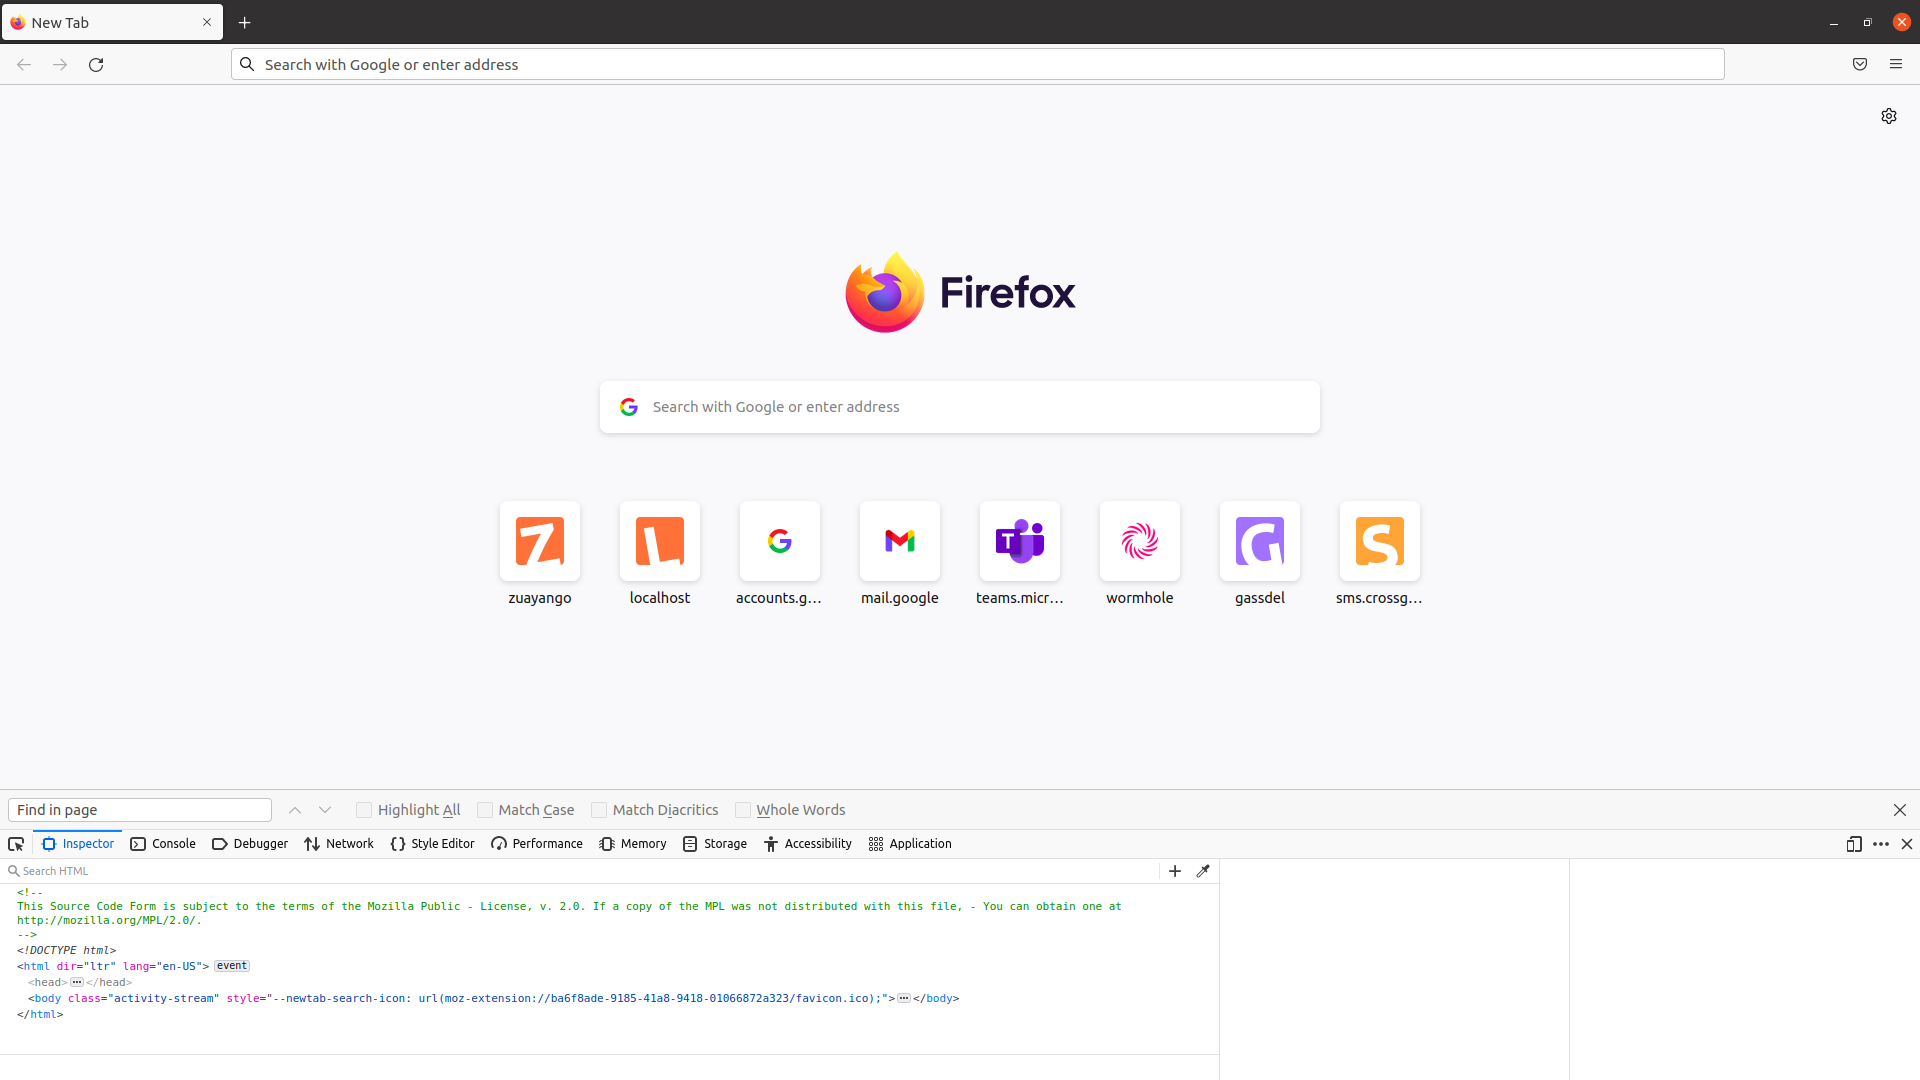 New Tab
Search with Google or enter address
Firefox
Search with Google or enter address
zuayango
localhost
accounts.g...
mail.google
teams.micr...
wormhole
gassdel
sms.crossg...
Find in page
Highlight All
Match Case
Match Diacritics
Whole Words
Inspector
Console
Debugger
Network
Style Editor
Performance
Memory
Storage
Accessibility
Application
Search HTML
<!--
This Source Code Form is subject to the terms of the Mozilla Public - License, v. 2.0. If a copy of the MPL was not distributed with this file, - You can obtain one at
http://mozilla.org/MPL/2.0/.
-->
<!DOCTYPE html>
<html dir="ltr" lang="en-US"> event
<head>...</head>
<body class="activity-stream" style="--newtab-search-icon: url(moz-extension://ba6f8ade-9185-41a8-9418-01066872a323/favicon.ico);">...</body>
</html>